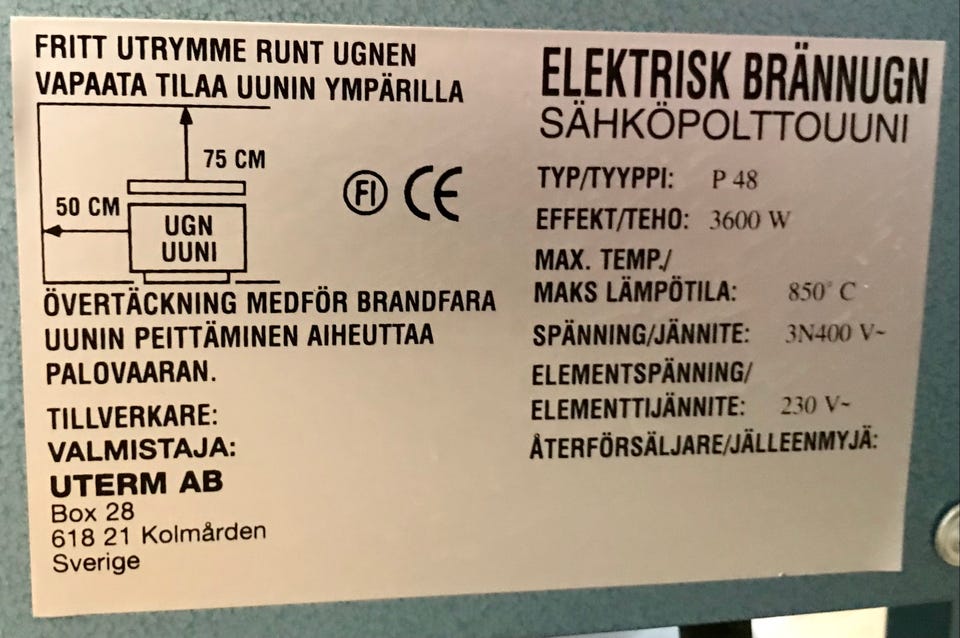 FRITT UTRYMME RUNT UGNEN
VAPAATA TILAA UUNIN YMPÄRILLA
75 CM
50 CM
UGN
UUNI
FI CE
ÖVERTÄCKNING MEDFÖR BRANDFARA
UUNIN PEITTÄMINEN AIHEUTTAA
PALOVAARAN.
TILLVERKARE:
VALMISTAJA:
UTERM AB
Box 28
618 21 Kolmården
Sverige
ELEKTRISK BRÄNNUGN
SÄHKÖPOLTTOUUNI
TYP/TYYPPI: P 48
EFFEKT/TEHO: 3600 W
MAX. TEMP./
MAKS LÄMPÖTILA: 850° C
SPÄNNING/JÄNNITE: 3N400 V~
ELEMENTSPÄNNING/
ELEMENTTIJÄNNITE: 230 V~
ÅTERFÖRSÄLJARE/JÄLLEENMYJÄ: